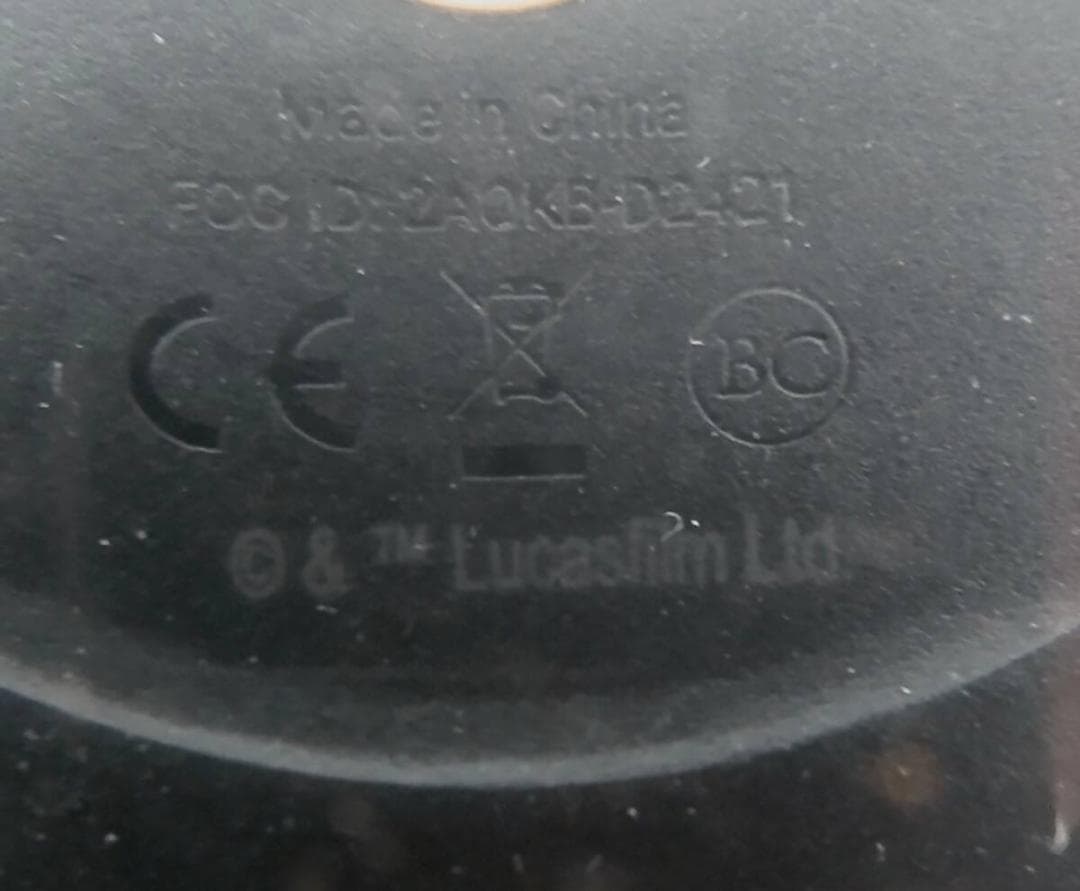 Made in China
FCC ID: 2AOKB-D2421
CE BC
© & ™ Lucasfilm Ltd